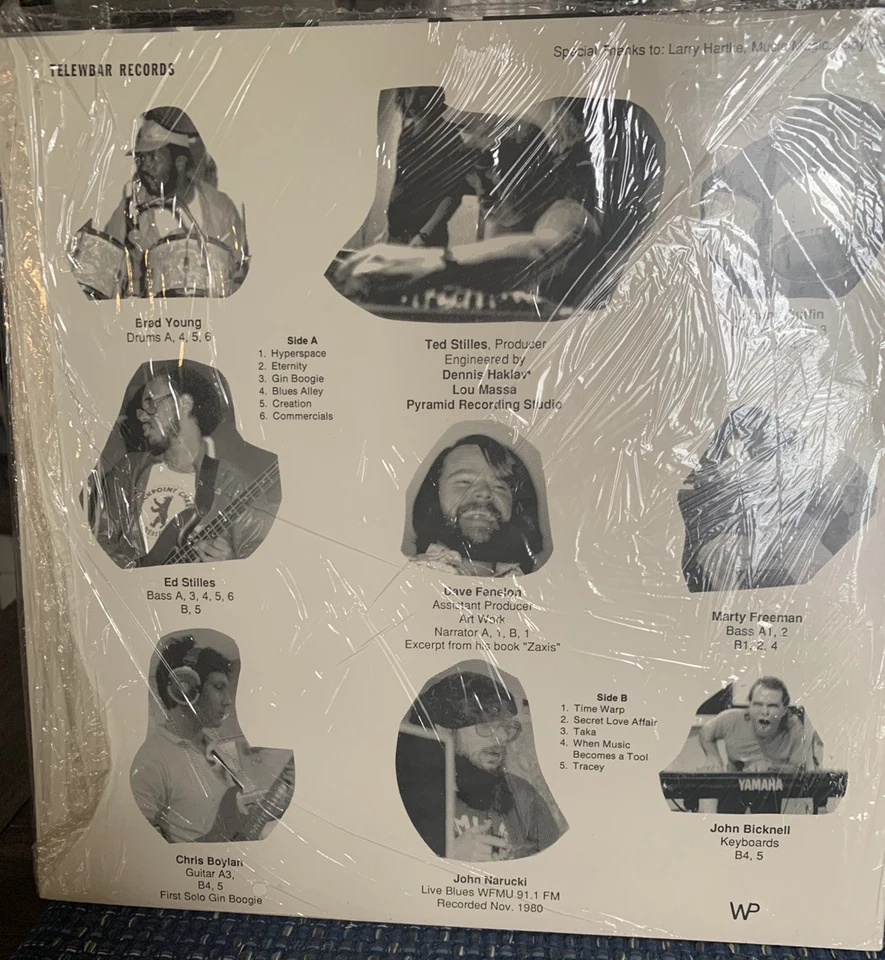 TELEWBAR RECORDS
Special Thanks to: Larry Hartke, Music Magic,
Brad Young
Drums A, 4, 5, 6
Side A
1. Hyperspace
2. Eternity
3. Gin Boogie
4. Blues Alley
5. Creation
6. Commercials
Ted Stilles, Producer
Engineered by
Dennis Haklar
Lou Massa
Pyramid Recording Studio
Ed Stilles
Bass A, 3, 4, 5, 6
B, 5
Dave Fenelon
Assistant Producer
Art Work
Narrator A, 1, B, 1
Excerpt from his book "Zaxis"
Marty Freeman
Bass A1, 2
B1, 2, 4
Chris Boylan
Guitar A3,
B4, 5
First Solo Gin Boogie
John Narucki
Live Blues WFMU 91.1 FM
Recorded Nov. 1980
Side B
1. Time Warp
2. Secret Love Affair
3. Taka
4. When Music
Becomes a Tool
5. Tracey
YAMAHA
John Bicknell
Keyboards
B4, 5
WP